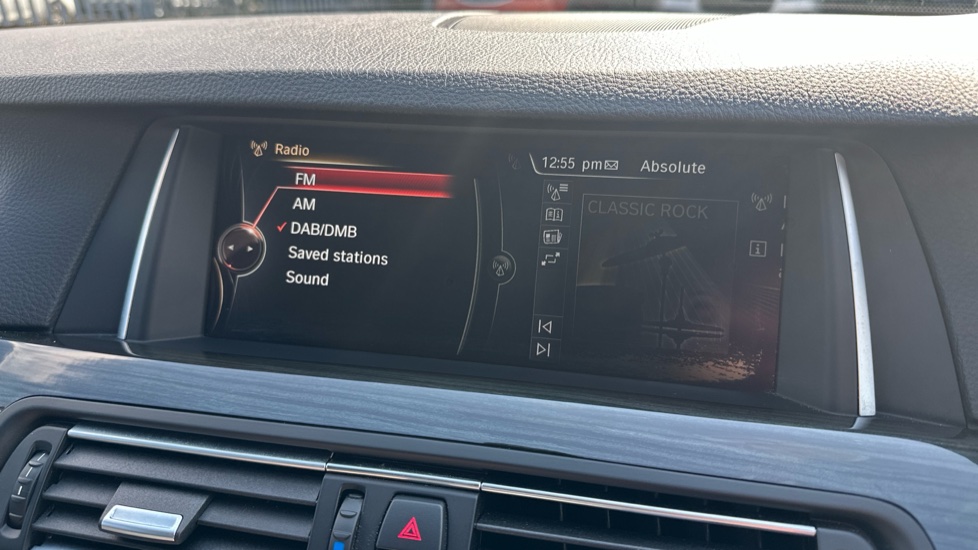 Radio
FM
AM
DAB/DMB
Saved stations
Sound
12:55 pm
Absolute
CLASSIC ROCK